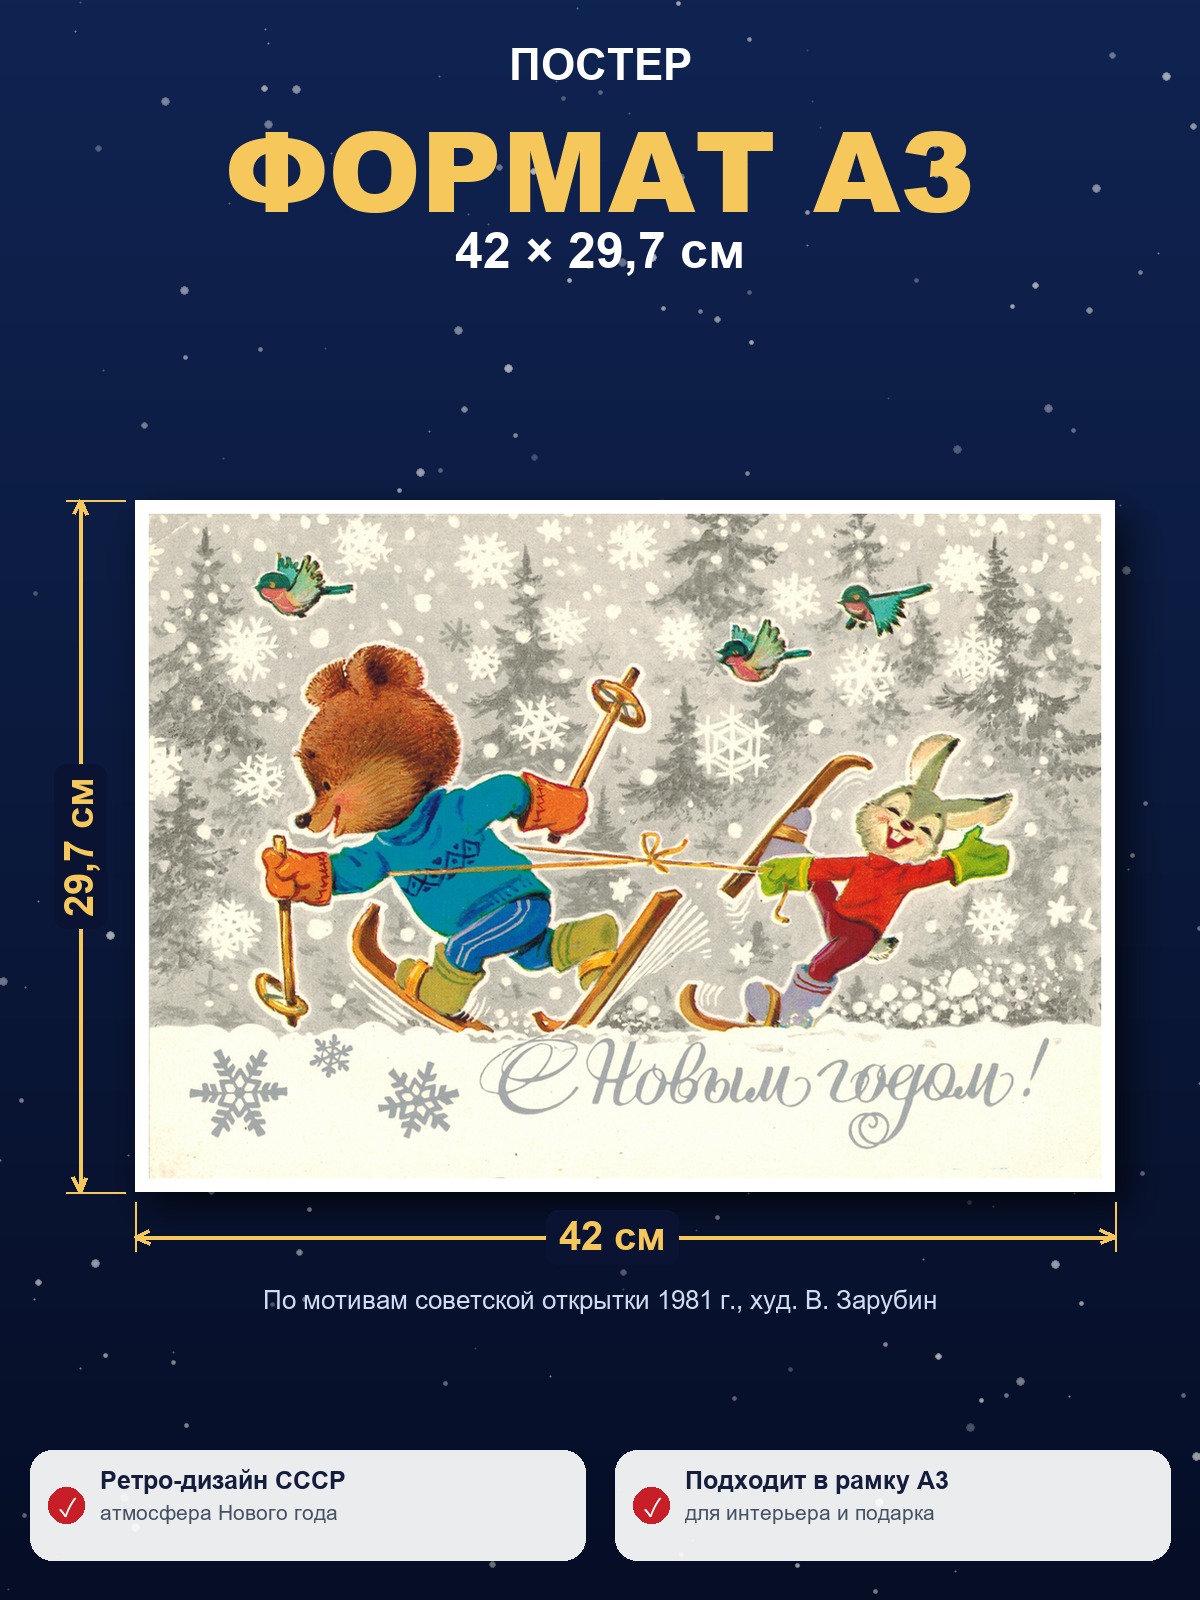 ПОСТЕР
ФОРМАТ А3
42 × 29,7 см
29,7 см
С Новым годом!
42 см
По мотивам советской открытки 1981 г., худ. В. Зарубин
Ретро-дизайн СССР
атмосфера Нового года
Подходит в рамку А3
для интерьера и подарка